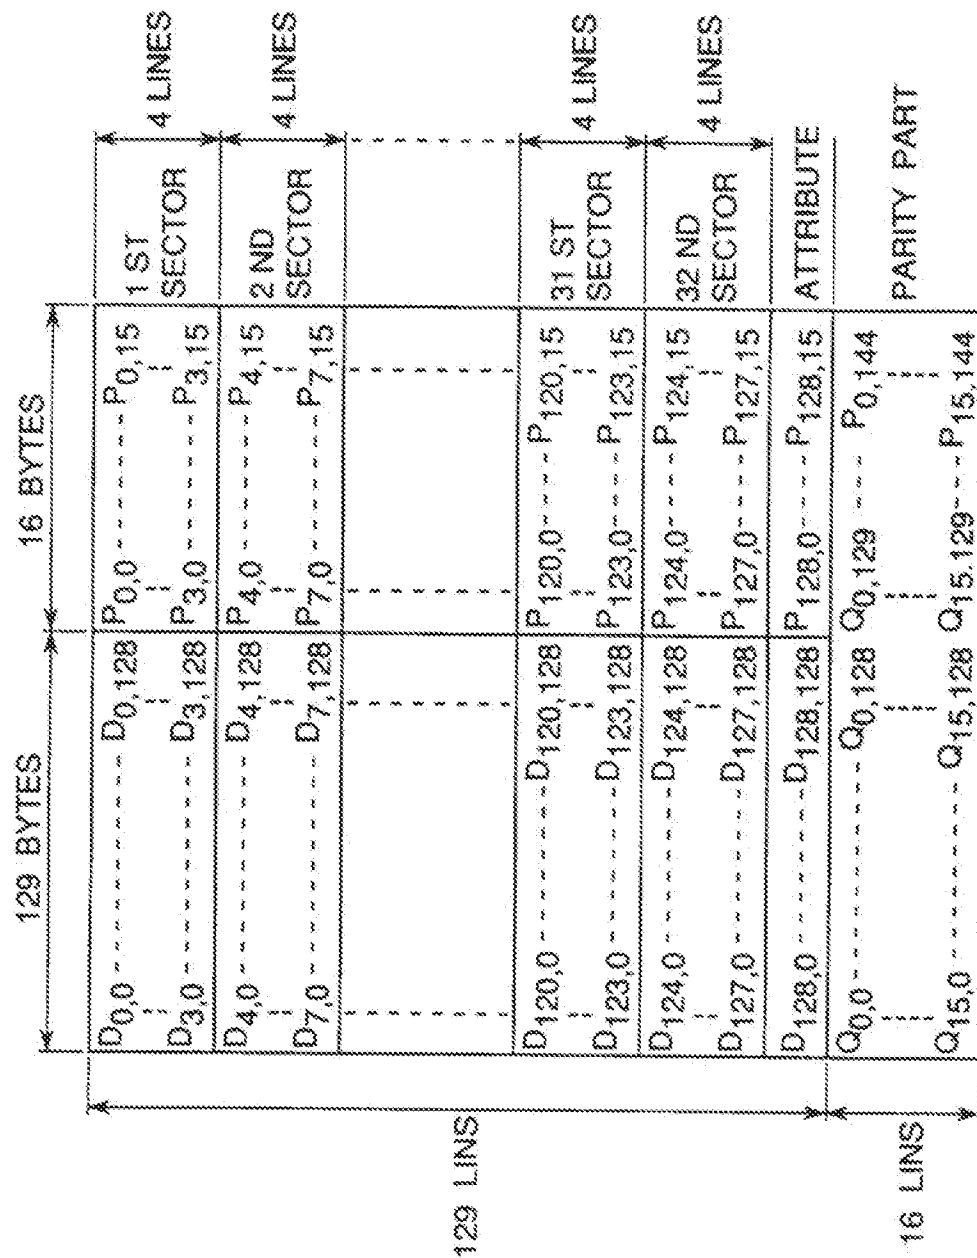 129 BYTES 16 BYTES
D0,0 ------- D0,128 P0,0 ------ P0,15 1 ST SECTOR 4 LINES
D3,0 ------- D3,128 P3,0 ------ P3,15
D4,0 ------- D4,128 P4,0 ------ P4,15 2 ND SECTOR 4 LINES
D7,0 ------- D7,128 P7,0 ------ P7,15
129 LINS
D120,0 ------ D120,128 P120,0 ---- P120,15 31 ST SECTOR 4 LINES
D123,0 ------ D123,128 P123,0 ---- P123,15
D124,0 ------ D124,128 P124,0 ---- P124,15 32 ND SECTOR 4 LINES
D127,0 ------ D127,128 P127,0 ---- P127,15
D128,0 ------ D128,128 P128,0 ---- P128,15 ATTRIBUTE
16 LINS
Q0,0 ------- Q0,128 Q0,129 --- P0,144 PARITY PART
Q15,0 ------- Q15,128 Q15.129 --- P15,144